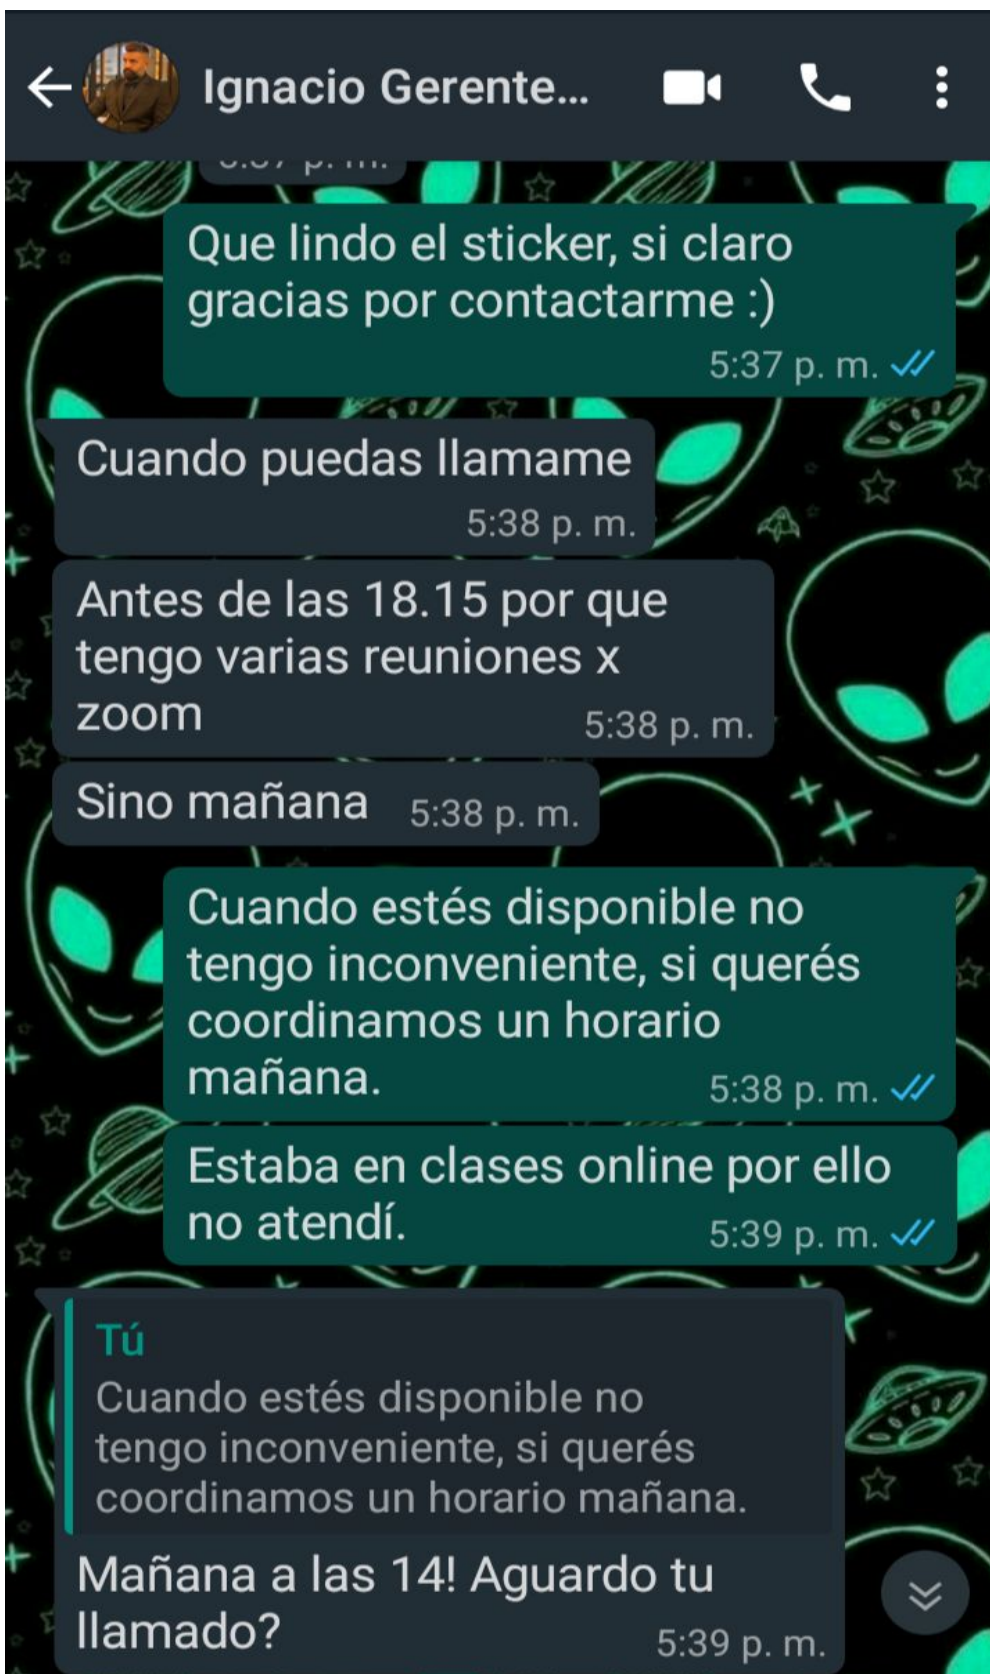 Ignacio Gerente...
Que lindo el sticker, si claro
gracias por contactarme :)
5:37 p. m.
Cuando puedas llamame
5:38 p. m.
Antes de las 18.15 por que
tengo varias reuniones x
zoom
5:38 p. m.
Sino mañana
5:38 p. m.
Cuando estés disponible no
tengo inconveniente, si querés
coordinamos un horario
mañana.
5:38 p. m.
Estaba en clases online por ello
no atendí.
5:39 p. m.
Tú
Cuando estés disponible no
tengo inconveniente, si querés
coordinamos un horario mañana.
Mañana a las 14! Aguardo tu
llamado?
5:39 p. m.